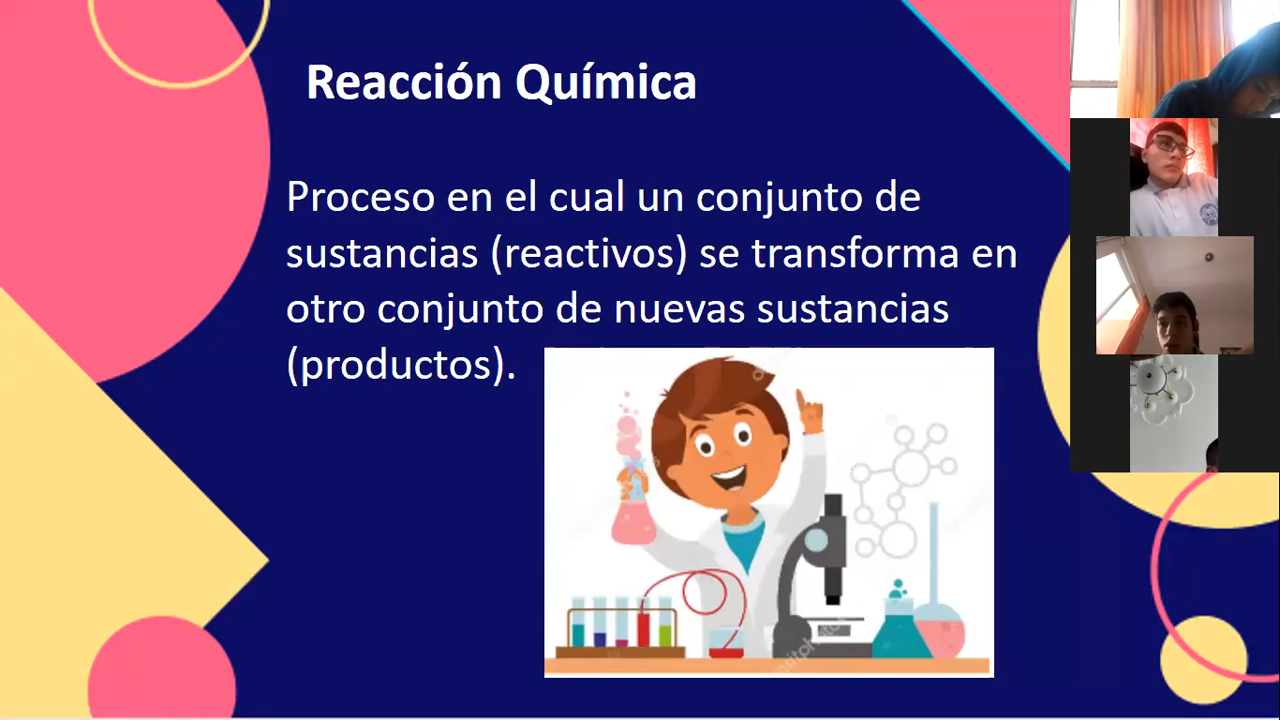 Reacción Química
Proceso en el cual un conjunto de
sustancias (reactivos) se transforma en
otro conjunto de nuevas sustancias
(productos).